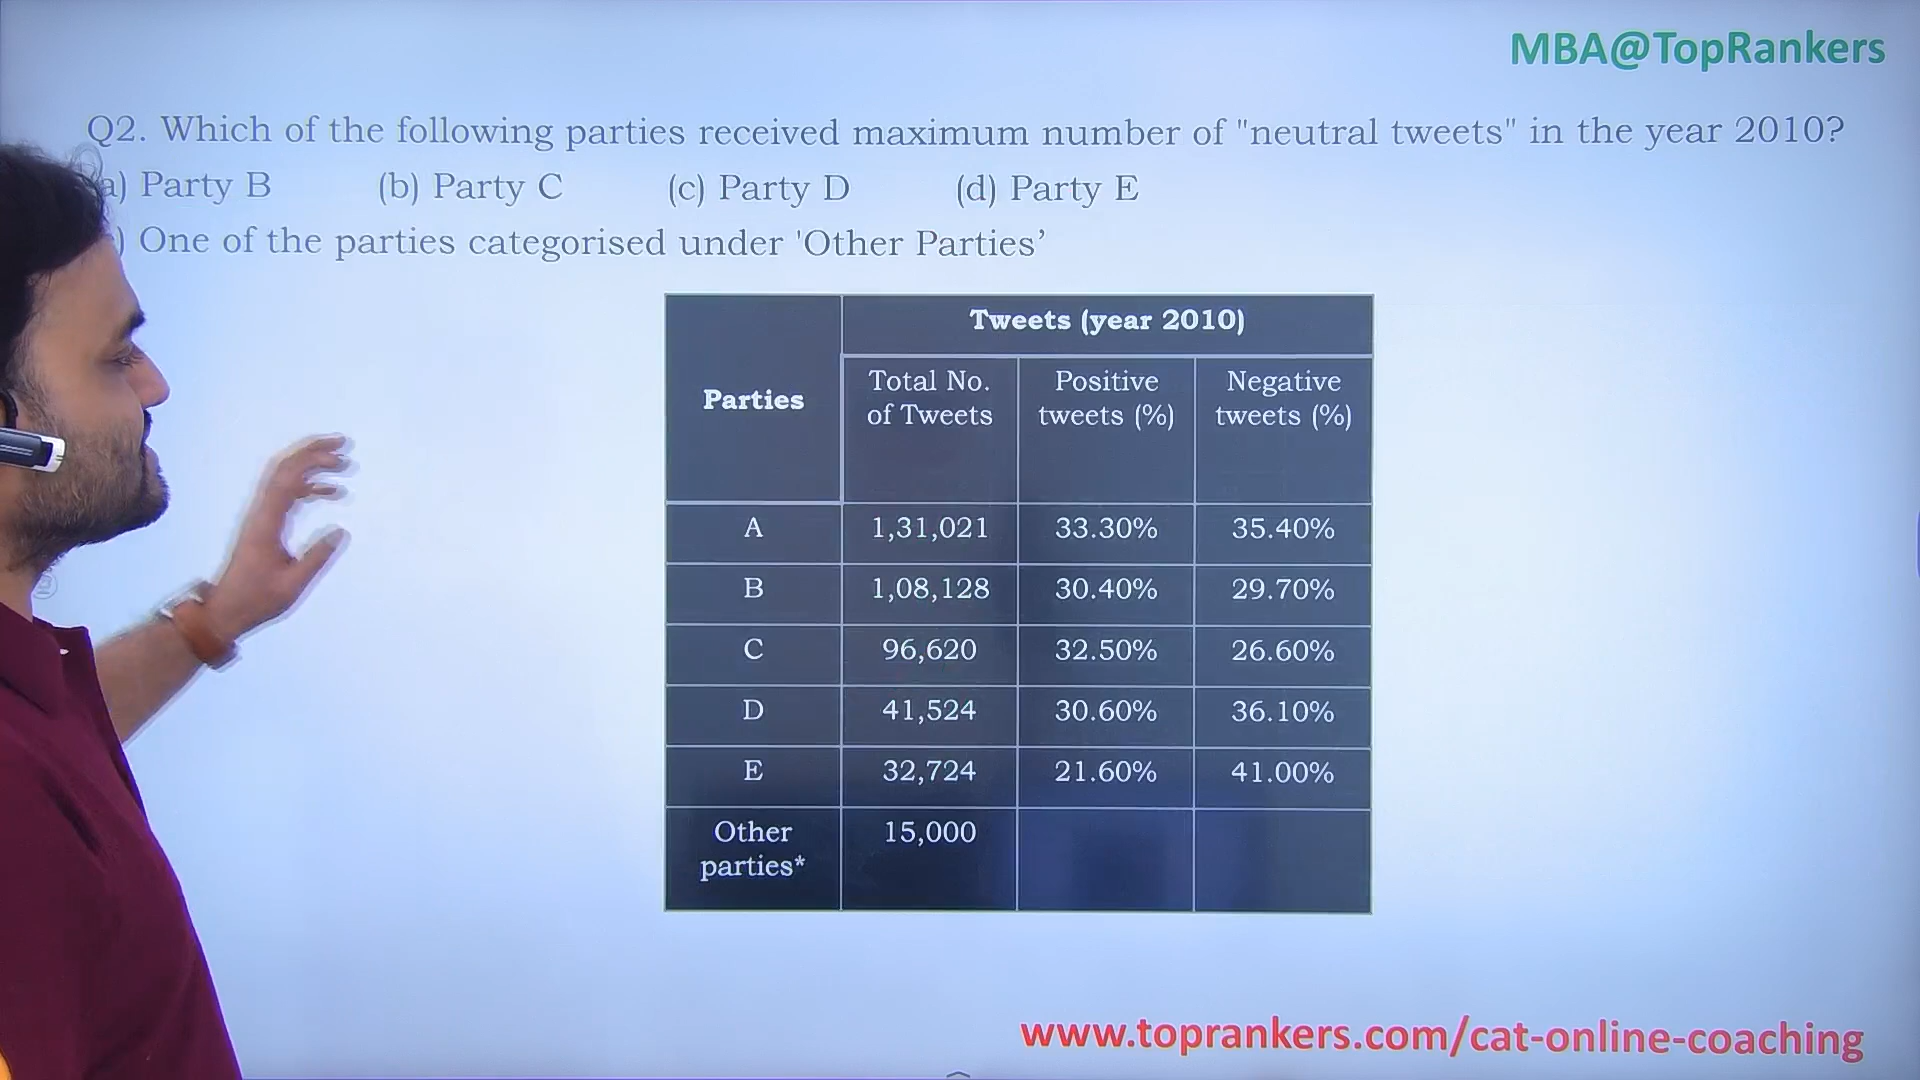 MBA@TopRankers
Q2. Which of the following parties received maximum number of "neutral tweets" in the year 2010?
a) Party B (b) Party C (c) Party D (d) Party E
) One of the parties categorised under 'Other Parties’
Tweets (year 2010)
Parties
Total No. of Tweets
Positive tweets (%)
Negative tweets (%)
A 1,31,021 33.30% 35.40%
B 1,08,128 30.40% 29.70%
C 96,620 32.50% 26.60%
D 41,524 30.60% 36.10%
E 32,724 21.60% 41.00%
Other parties* 15,000
www.toprankers.com/cat-online-coaching